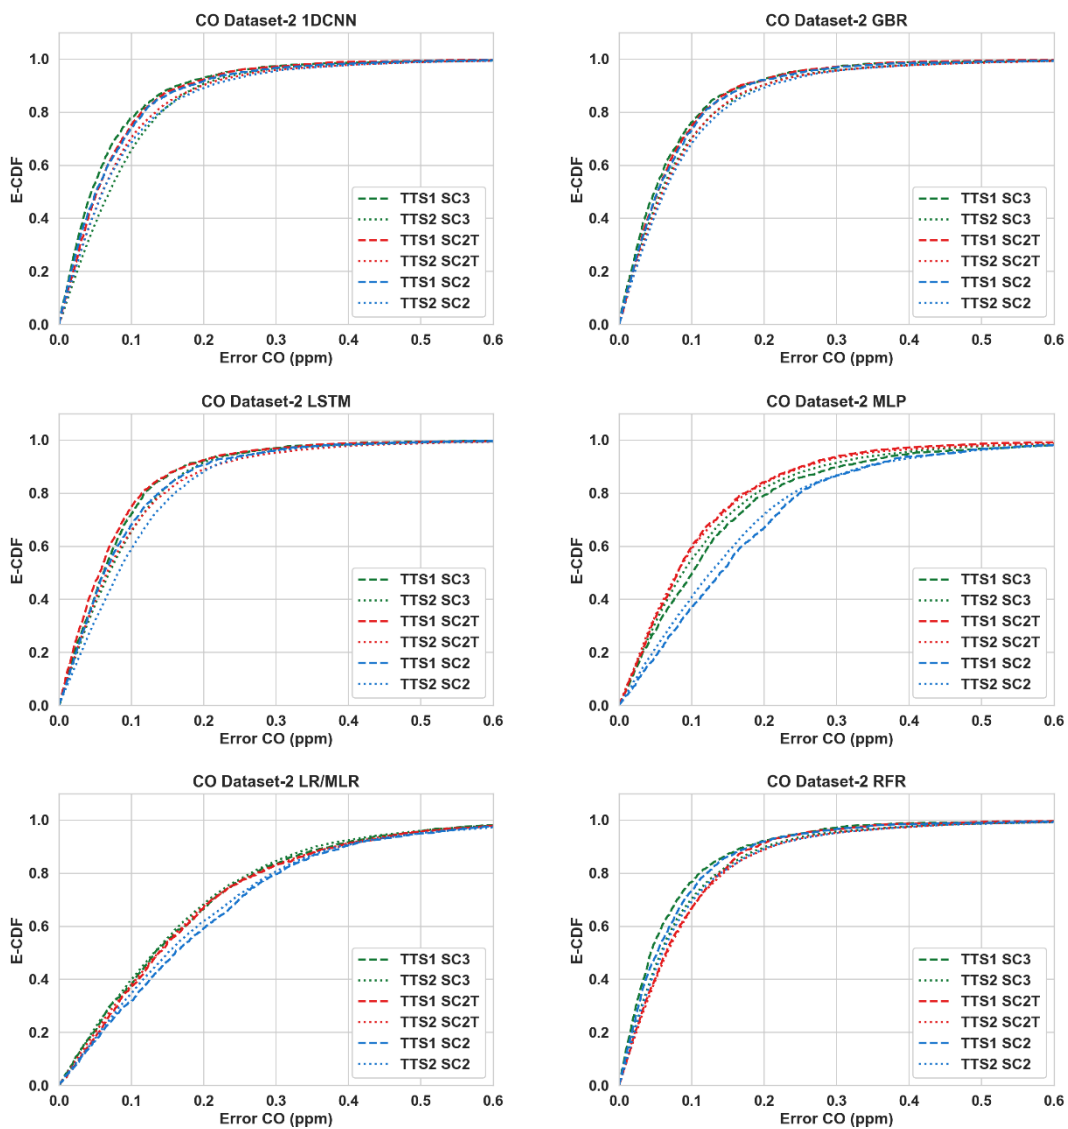 CO Dataset-2 1DCNN
E-CDF
1.0
0.8
0.6
0.4
0.2
0.0
TTS1 SC3
TTS2 SC3
TTS1 SC2T
TTS2 SC2T
TTS1 SC2
TTS2 SC2
0.0 0.1 0.2 0.3 0.4 0.5 0.6
Error CO (ppm)
CO Dataset-2 GBR
E-CDF
1.0
0.8
0.6
0.4
0.2
0.0
TTS1 SC3
TTS2 SC3
TTS1 SC2T
TTS2 SC2T
TTS1 SC2
TTS2 SC2
0.0 0.1 0.2 0.3 0.4 0.5 0.6
Error CO (ppm)
CO Dataset-2 LSTM
E-CDF
1.0
0.8
0.6
0.4
0.2
0.0
TTS1 SC3
TTS2 SC3
TTS1 SC2T
TTS2 SC2T
TTS1 SC2
TTS2 SC2
0.0 0.1 0.2 0.3 0.4 0.5 0.6
Error CO (ppm)
CO Dataset-2 MLP
E-CDF
1.0
0.8
0.6
0.4
0.2
0.0
TTS1 SC3
TTS2 SC3
TTS1 SC2T
TTS2 SC2T
TTS1 SC2
TTS2 SC2
0.0 0.1 0.2 0.3 0.4 0.5 0.6
Error CO (ppm)
CO Dataset-2 LR/MLR
E-CDF
1.0
0.8
0.6
0.4
0.2
0.0
TTS1 SC3
TTS2 SC3
TTS1 SC2T
TTS2 SC2T
TTS1 SC2
TTS2 SC2
0.0 0.1 0.2 0.3 0.4 0.5 0.6
Error CO (ppm)
CO Dataset-2 RFR
E-CDF
1.0
0.8
0.6
0.4
0.2
0.0
TTS1 SC3
TTS2 SC3
TTS1 SC2T
TTS2 SC2T
TTS1 SC2
TTS2 SC2
0.0 0.1 0.2 0.3 0.4 0.5 0.6
Error CO (ppm)